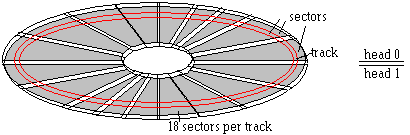 sectors
track
head 0
head 1
18 sectors per track